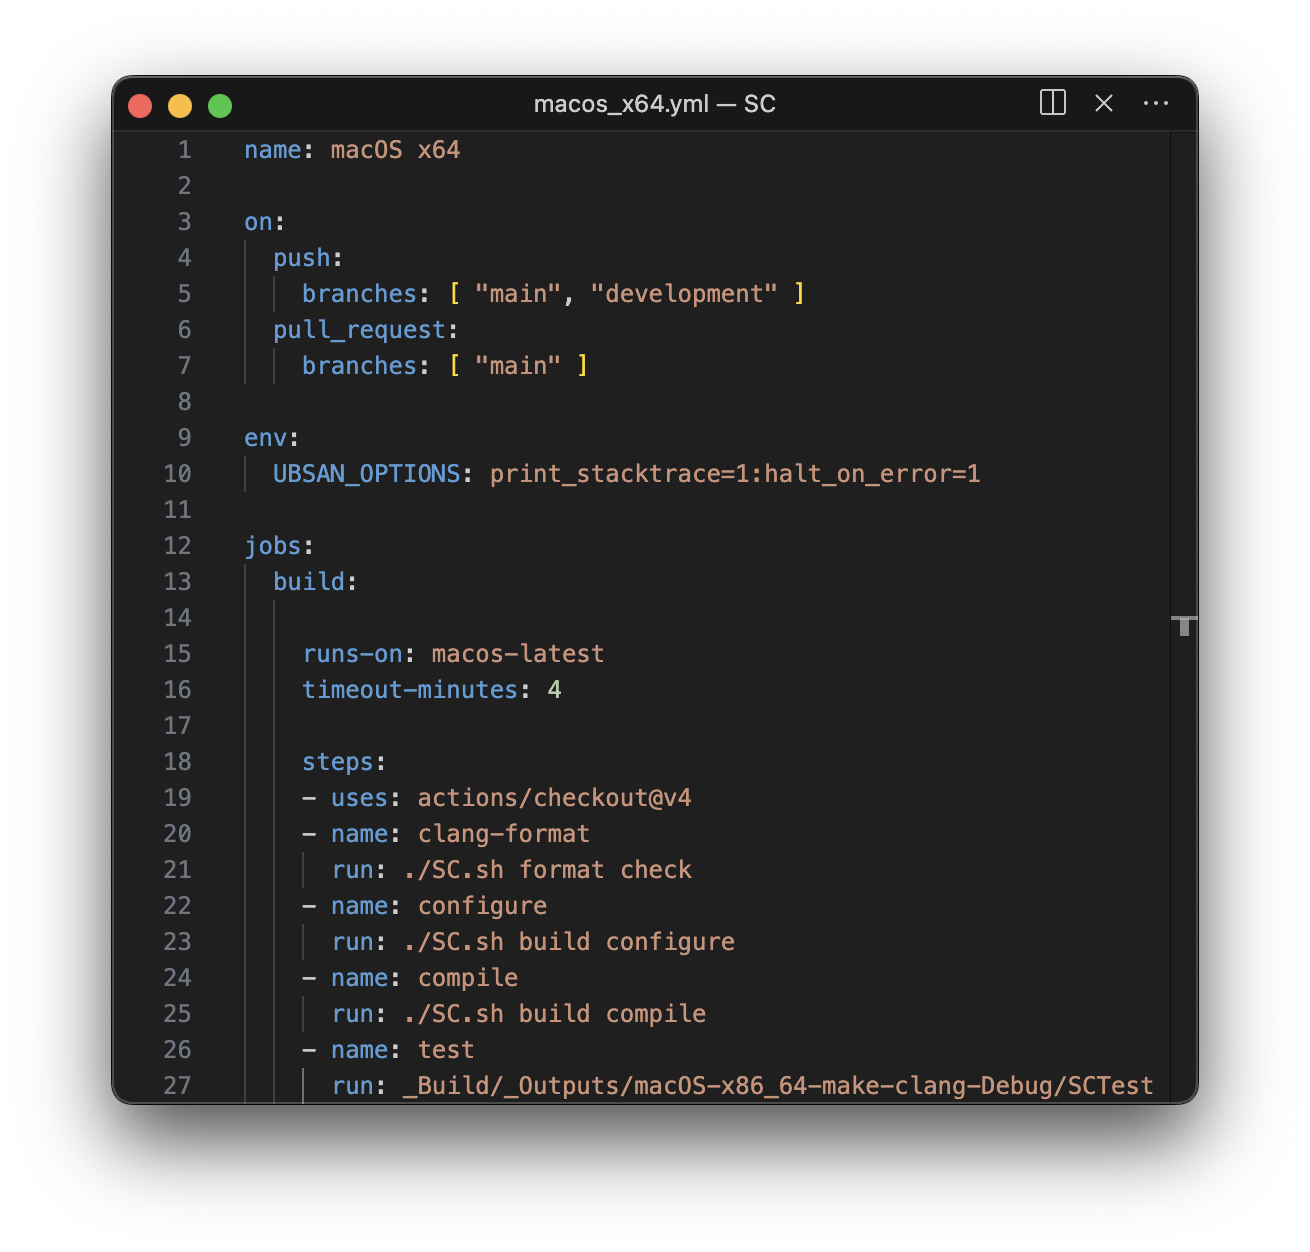 macos_x64.yml — SC
1 name: macOS x64
2
3 on:
4   push:
5     branches: [ "main", "development" ]
6   pull_request:
7     branches: [ "main" ]
8
9 env:
10   UBSAN_OPTIONS: print_stacktrace=1:halt_on_error=1
11
12 jobs:
13   build:
14
15     runs-on: macos-latest
16     timeout-minutes: 4
17
18     steps:
19     - uses: actions/checkout@v4
20     - name: clang-format
21       run: ./SC.sh format check
22     - name: configure
23       run: ./SC.sh build configure
24     - name: compile
25       run: ./SC.sh build compile
26     - name: test
27       run: _Build/_Outputs/macOS-x86_64-make-clang-Debug/SCTest